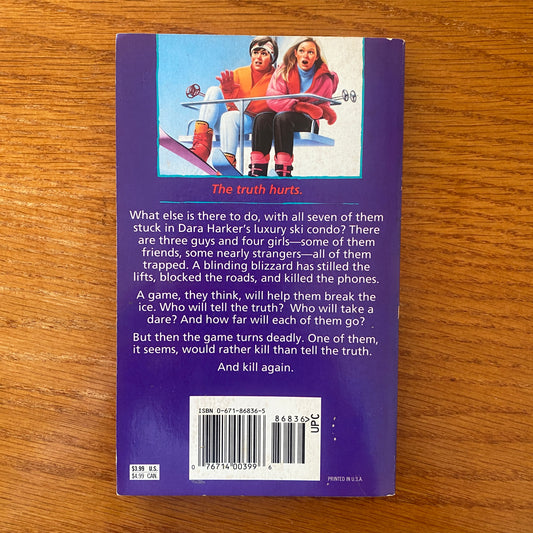 The truth hurts.
What else is there to do, with all seven of them
stuck in Dara Harker's luxury ski condo? There
are three guys and four girls—some of them
friends, some nearly strangers—all of them
trapped. A blinding blizzard has stilled the
lifts, blocked the roads, and killed the phones.
A game, they think, will help them break the
ice. Who will tell the truth? Who will take a
dare? And how far will each of them go?
But then the game turns deadly. One of them,
it seems, would rather kill than tell the truth.
And kill again.
ISBN 0-671-86836-5
86836>
UPC
0 76714 00399 6
$3.99 U.S.
$4.99 CAN.
PRINTED IN U.S.A.